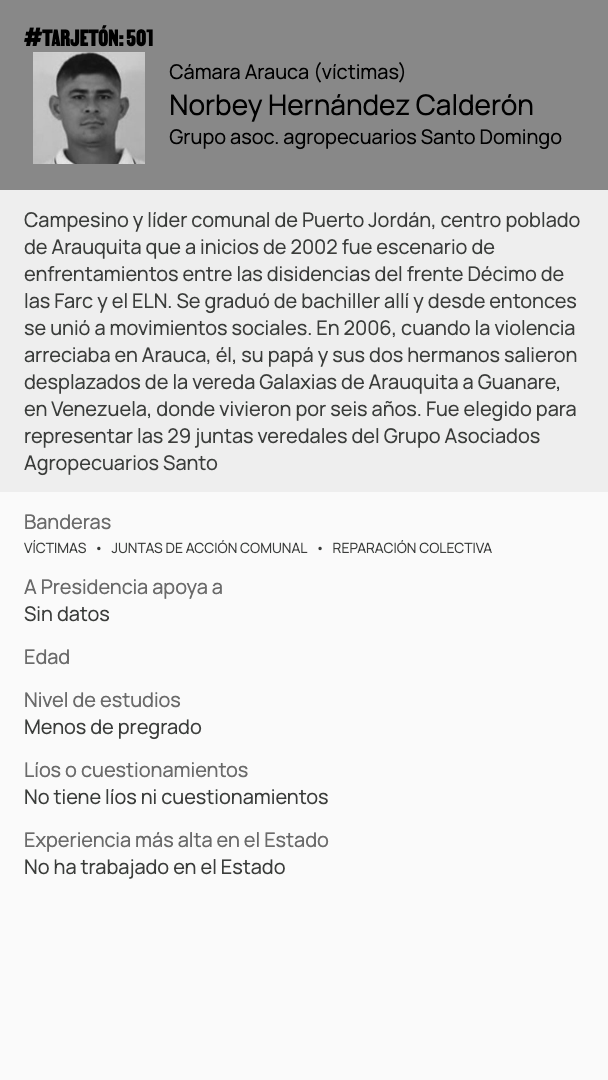 #TARJETÓN: 501
Cámara Arauca (víctimas)
Norbey Hernández Calderón
Grupo asoc. agropecuarios Santo Domingo
Campesino y líder comunal de Puerto Jordán, centro poblado
de Arauquita que a inicios de 2002 fue escenario de
enfrentamientos entre las disidencias del frente Décimo de
las Farc y el ELN. Se graduó de bachiller allí y desde entonces
se unió a movimientos sociales. En 2006, cuando la violencia
arreciaba en Arauca, él, su papá y sus dos hermanos salieron
desplazados de la vereda Galaxias de Arauquita a Guanare,
en Venezuela, donde vivieron por seis años. Fue elegido para
representar las 29 juntas veredales del Grupo Asociados
Agropecuarios Santo
Banderas
VÍCTIMAS • JUNTAS DE ACCIÓN COMUNAL • REPARACIÓN COLECTIVA
A Presidencia apoya a
Sin datos
Edad
Nivel de estudios
Menos de pregrado
Líos o cuestionamientos
No tiene líos ni cuestionamientos
Experiencia más alta en el Estado
No ha trabajado en el Estado